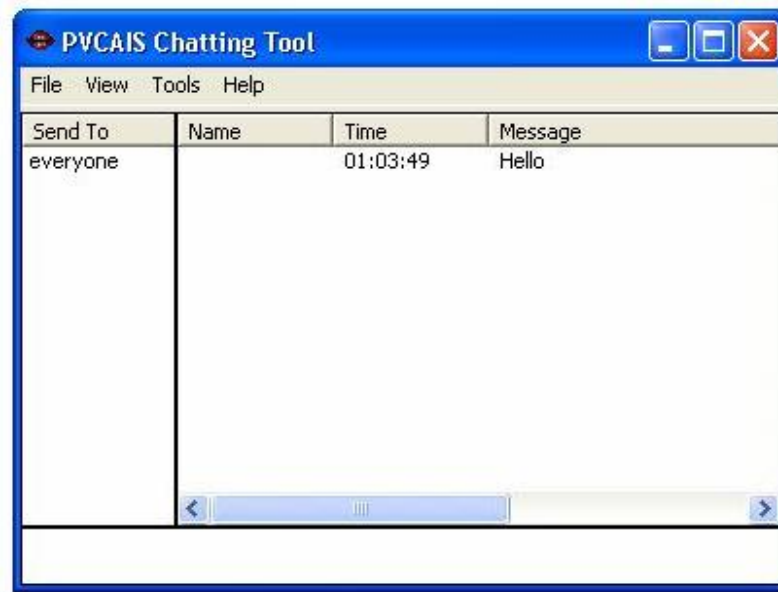 PVCAIS Chatting Tool
File View Tools Help
Send To Name Time Message
everyone 01:03:49 Hello